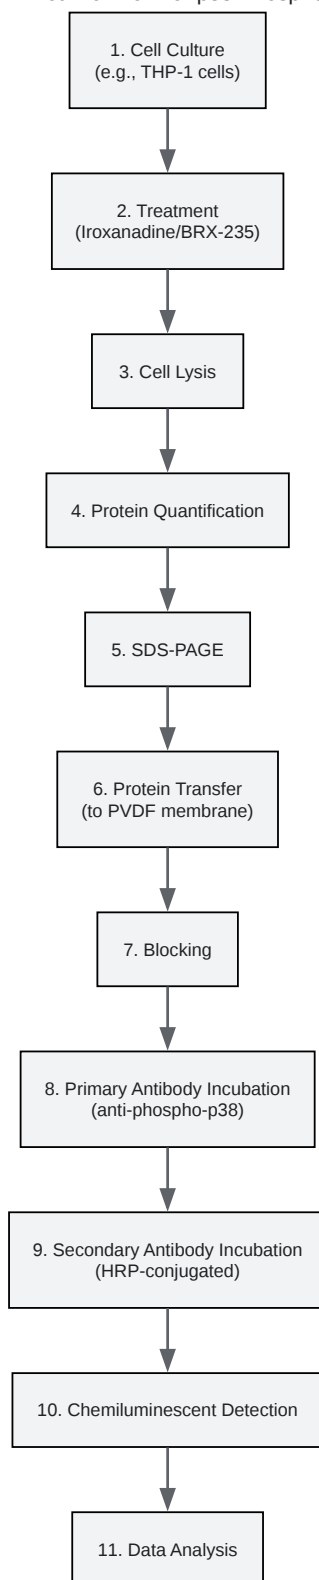 1. Cell Culture
(e.g., THP-1 cells)
2. Treatment
(Iroxanadine/BRX-235)
3. Cell Lysis
4. Protein Quantification
5. SDS-PAGE
6. Protein Transfer
(to PVDF membrane)
7. Blocking
8. Primary Antibody Incubation
(anti-phospho-p38)
9. Secondary Antibody Incubation
(HRP-conjugated)
10. Chemiluminescent Detection
11. Data Analysis